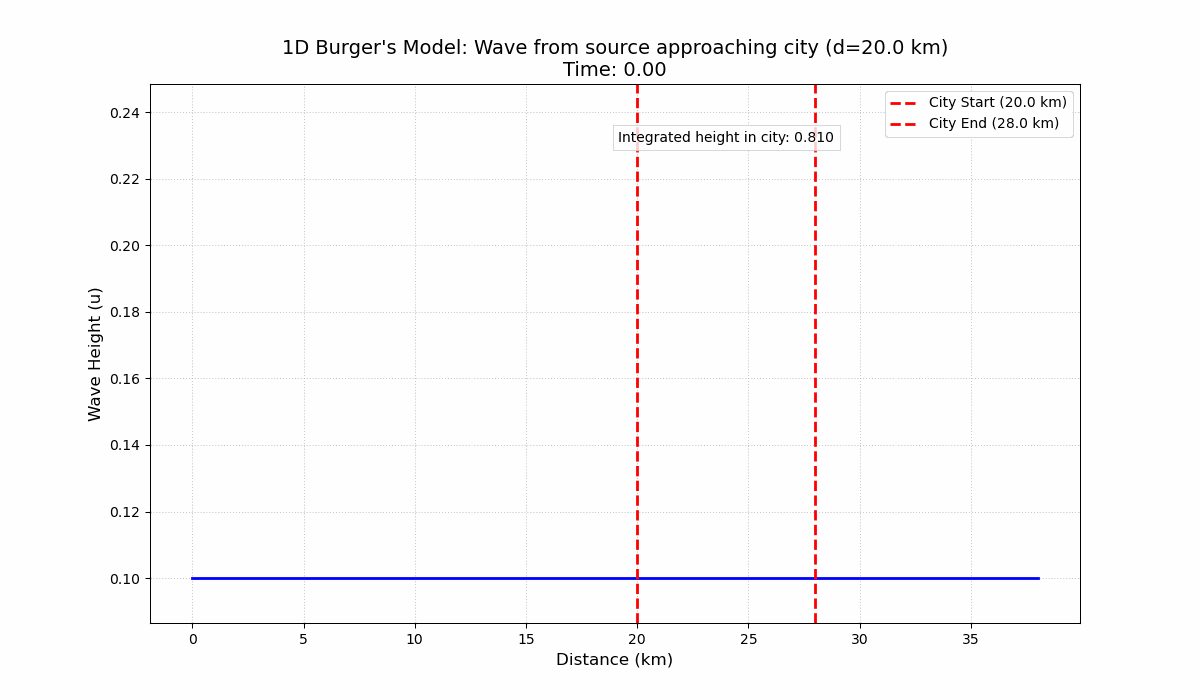 1D Burger's Model: Wave from source approaching city (d=20.0 km)
Time: 0.00
City Start (20.0 km)
City End (28.0 km)
Integrated height in city: 0.810
Wave Height (u)
0.24
0.22
0.20
0.18
0.16
0.14
0.12
0.10
0 5 10 15 20 25 30 35
Distance (km)